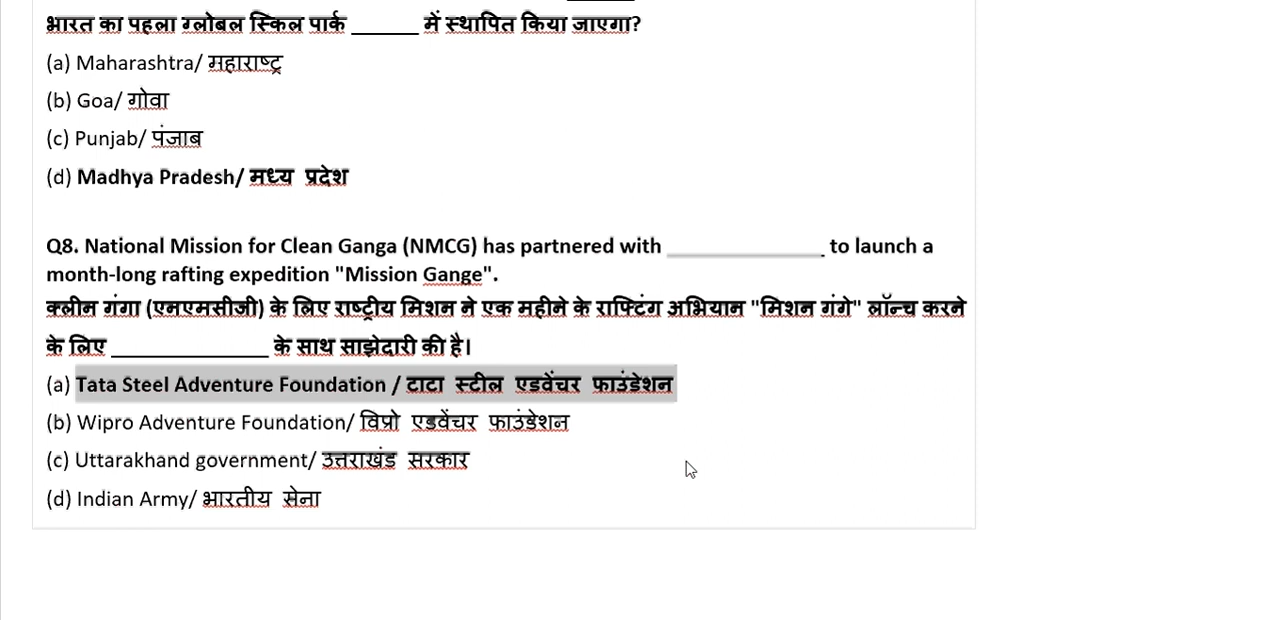 भारत का पहला ग्लोबल स्किल पार्क ______ में स्थापित किया जाएगा?
(a) Maharashtra/ महाराष्ट्र
(b) Goa/ गोवा
(c) Punjab/ पंजाब
(d) Madhya Pradesh/ मध्य प्रदेश
Q8. National Mission for Clean Ganga (NMCG) has partnered with ______________ to launch a
month-long rafting expedition "Mission Gange".
क्लीन गंगा (एनएमसीजी) के लिए राष्ट्रीय मिशन ने एक महीने के राफ्टिंग अभियान "मिशन गंगे" लॉन्च करने
के लिए ______________ के साथ साझेदारी की है।
(a) Tata Steel Adventure Foundation / टाटा स्टील एडवेंचर फाउंडेशन
(b) Wipro Adventure Foundation/ विप्रो एडवेंचर फाउंडेशन
(c) Uttarakhand government/ उत्तराखंड सरकार
(d) Indian Army/ भारतीय सेना